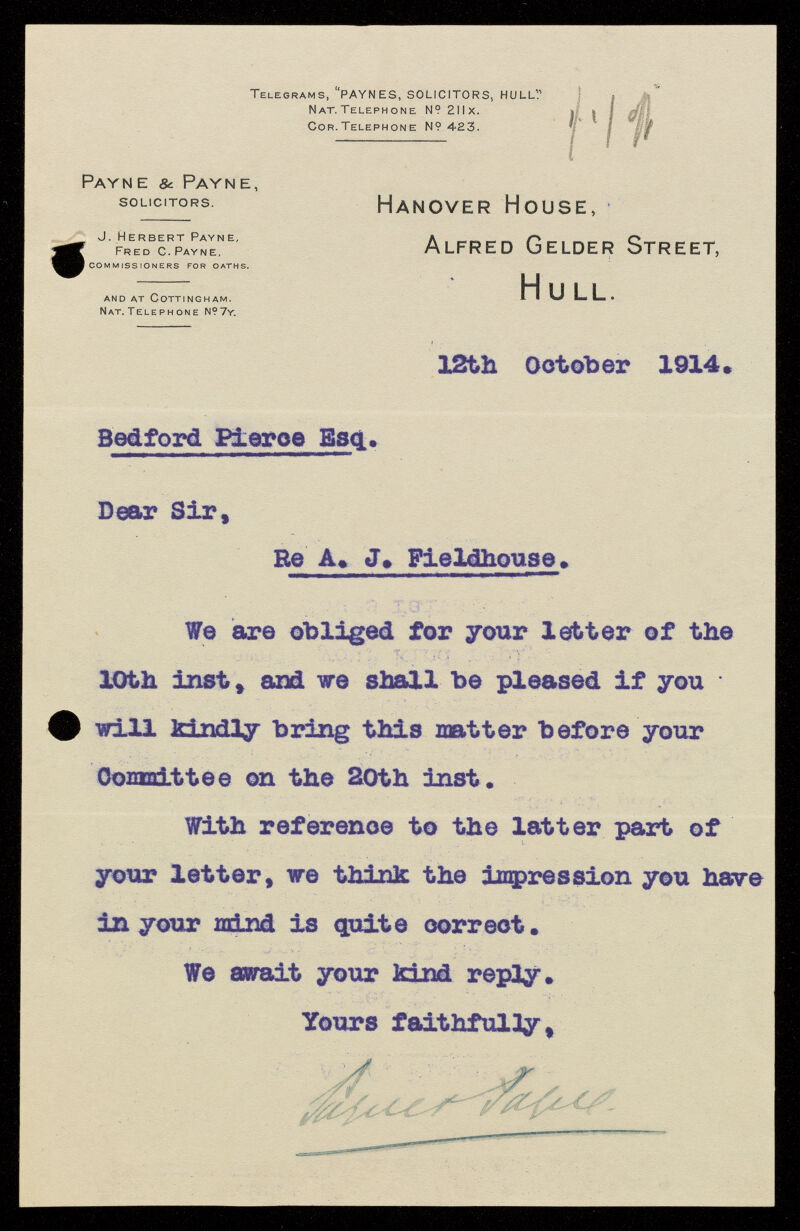 TELEGRAMS, "PAYNES, SOLICITORS, HULL."
NAT. TELEPHONE Nº 211X.
COR. TELEPHONE Nº 423.
PAYNE & PAYNE,
SOLICITORS.
J. HERBERT PAYNE,
FRED C. PAYNE,
COMMISSIONERS FOR OATHS.
AND AT COTTINGHAM.
NAT. TELEPHONE Nº 7Y.
HANOVER HOUSE,
ALFRED GELDER STREET,
HULL.
12th October 1914.
Bedford Pierce Esq.
Dear Sir,
Re A. J. Fieldhouse.
We are obliged for your letter of the
10th inst, and we shall be pleased if you
will kindly bring this matter before your
Committee on the 20th inst.
With reference to the latter part of
your letter, we think the impression you have
in your mind is quite correct.
We await your kind reply.
Yours faithfully,
Payne & Payne.